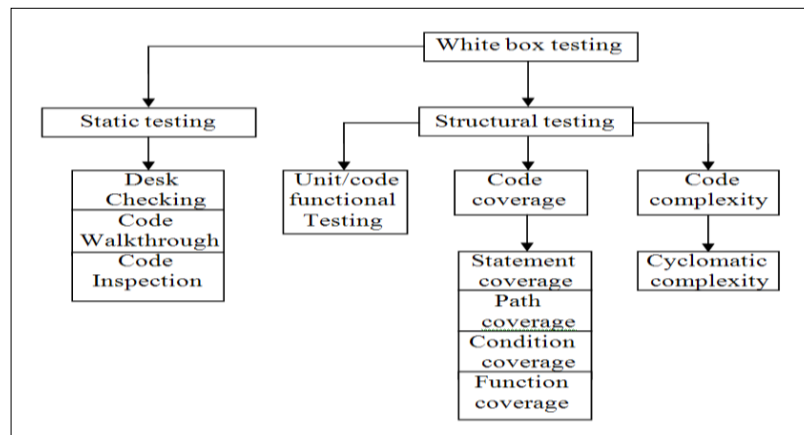 White box testing
Static testing
Structural testing
Desk
Checking
Code
Walkthrough
Code
Inspection
Unit/code
functional
Testing
Code
coverage
Code
complexity
Statement
coverage
Path
coverage
Condition
coverage
Function
coverage
Cyclomatic
complexity